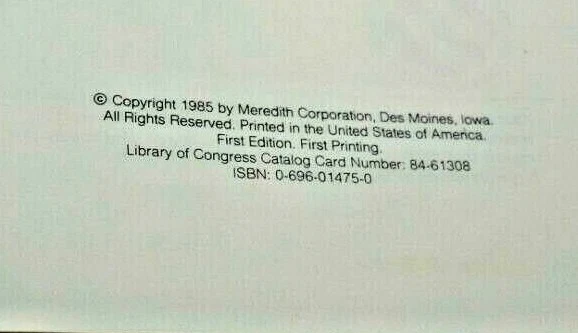 © Copyright 1985 by Meredith Corporation, Des Moines, Iowa.
All Rights Reserved. Printed in the United States of America.
First Edition. First Printing.
Library of Congress Catalog Card Number: 84-61308
ISBN: 0-696-01475-0